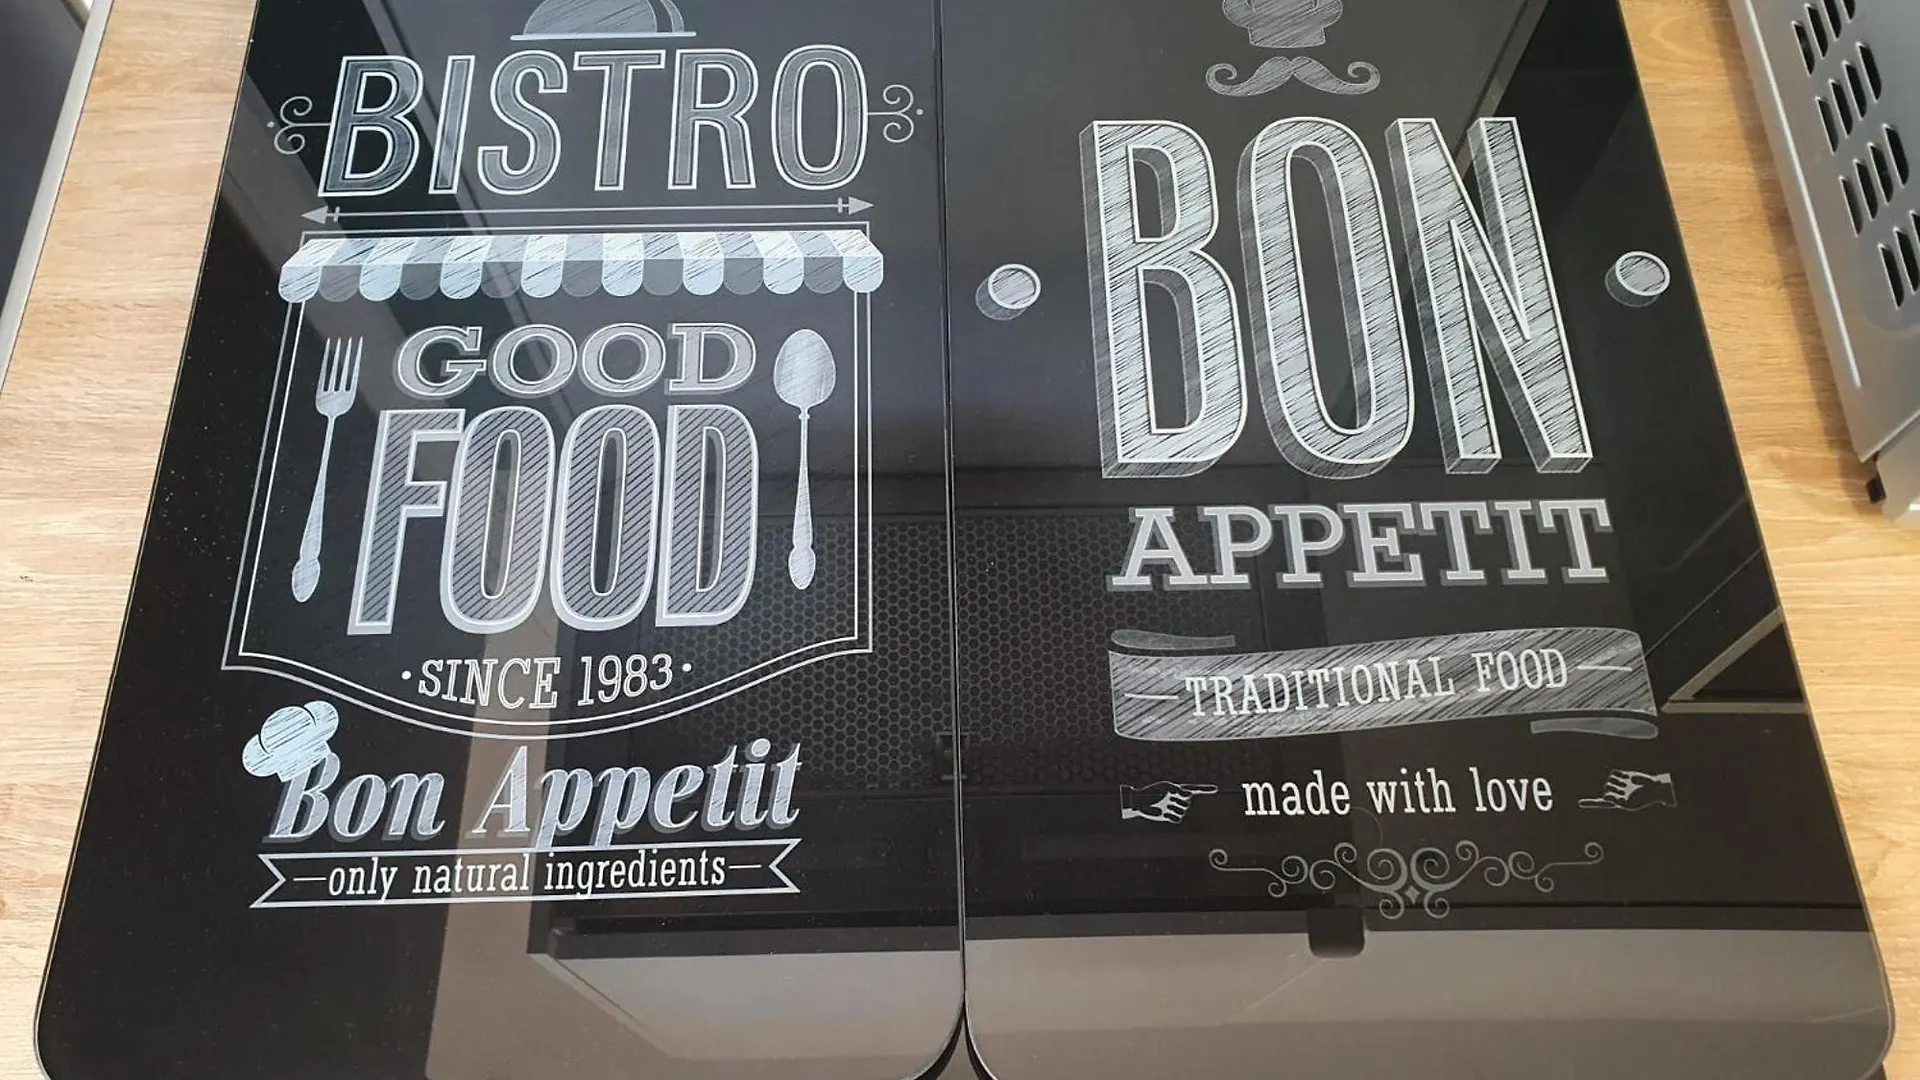 BISTRO
GOOD
FOOD
·SINCE 1983·
Bon Appetit
—only natural ingredients—
BON
APPETIT
—TRADITIONAL FOOD—
made with love